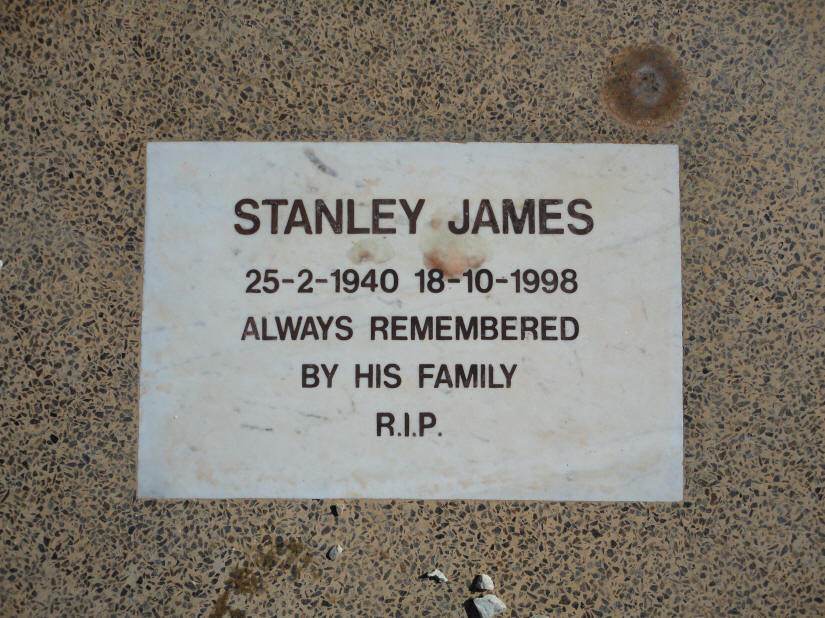 STANLEY JAMES
25-2-1940 18-10-1998
ALWAYS REMEMBERED
BY HIS FAMILY
R.I.P.